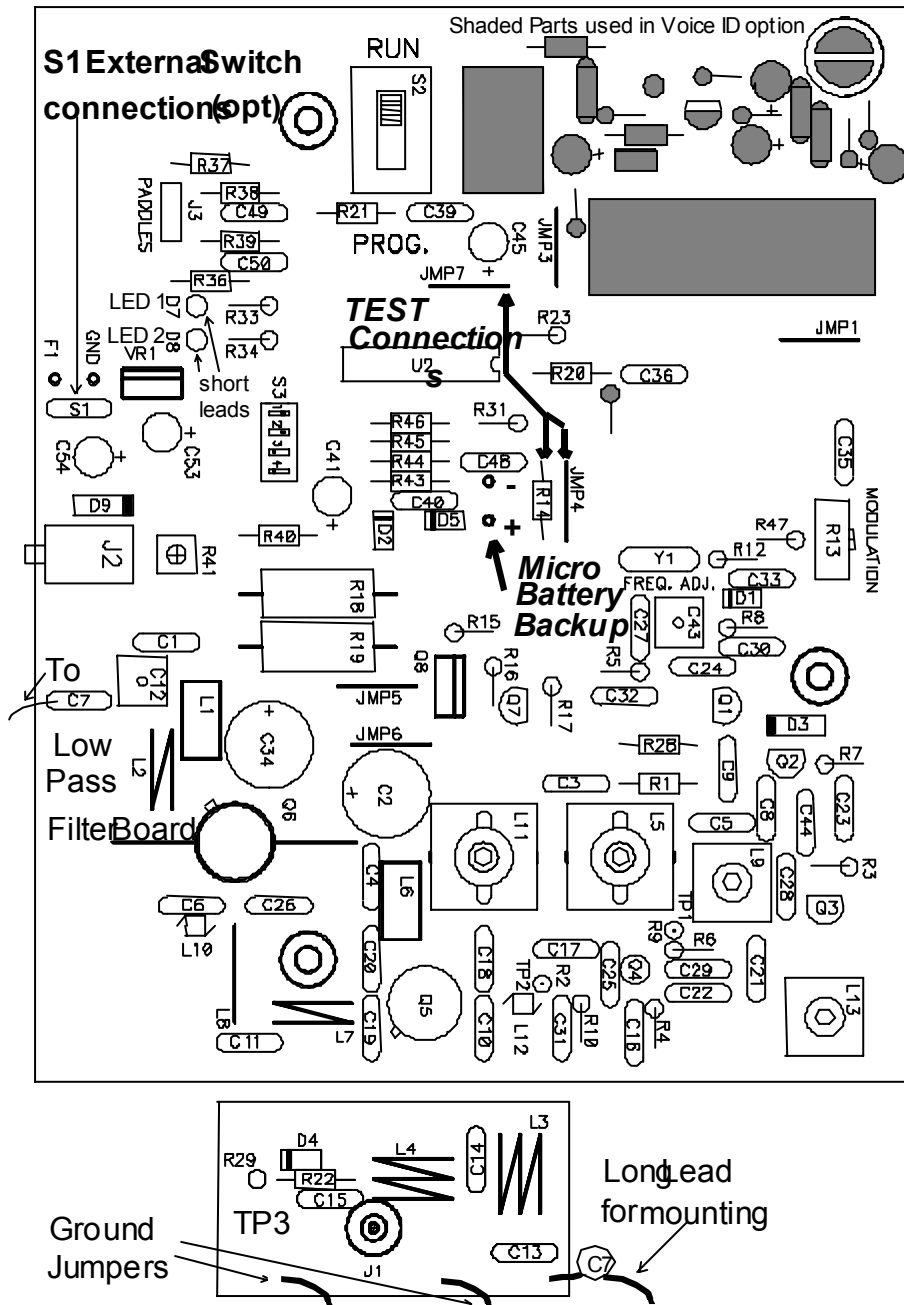 Shaded Parts used in Voice ID option
S1 External Switch
connections (opt)
RUN
S2
R37
PADDLES
J3
R38
C49
R21
C39
R39
C50
PROG.
C45
JMP3
R36
JMP7
LED 1
D7
R33
TEST
Connection
s
R23
JMP1
LED 2
D8
R34
F1
GND
VR1
short
leads
U2
R20
C36
S1
S3
1
2
3
4
R31
R46
R45
R44
R43
C54
C53
C41
C48
C35
C40
-
+
R14
JMP4
D9
D2
D5
J2
R41
R40
R47
R13
MODULATION
Y1
R12
Micro
Battery
Backup
FREQ. ADJ.
C33
D1
R18
C27
C43
R8
R15
R19
C30
C1
Q8
R16
R5
C24
To
C12
C7
L1
JMP5
Q7
R17
C32
Q1
D3
Low
Pass
Filter Board
L2
C34
JMP6
R28
C9
Q2
R7
Q6
C2
C3
R1
L11
L5
C5
C8
C44
C23
L9
C4
L6
C28
R3
C6
C26
TP1
Q3
L10
R9
R6
C20
C18
C17
C25
Q4
C29
C21
TP2
R2
C22
L8
L7
C19
Q5
C10
L12
C31
R10
C16
R4
L13
C11
L3
D4
L4
C14
R29
R22
C15
Long Lead
for mounting
TP3
Ground
Jumpers
J1
C13
C7